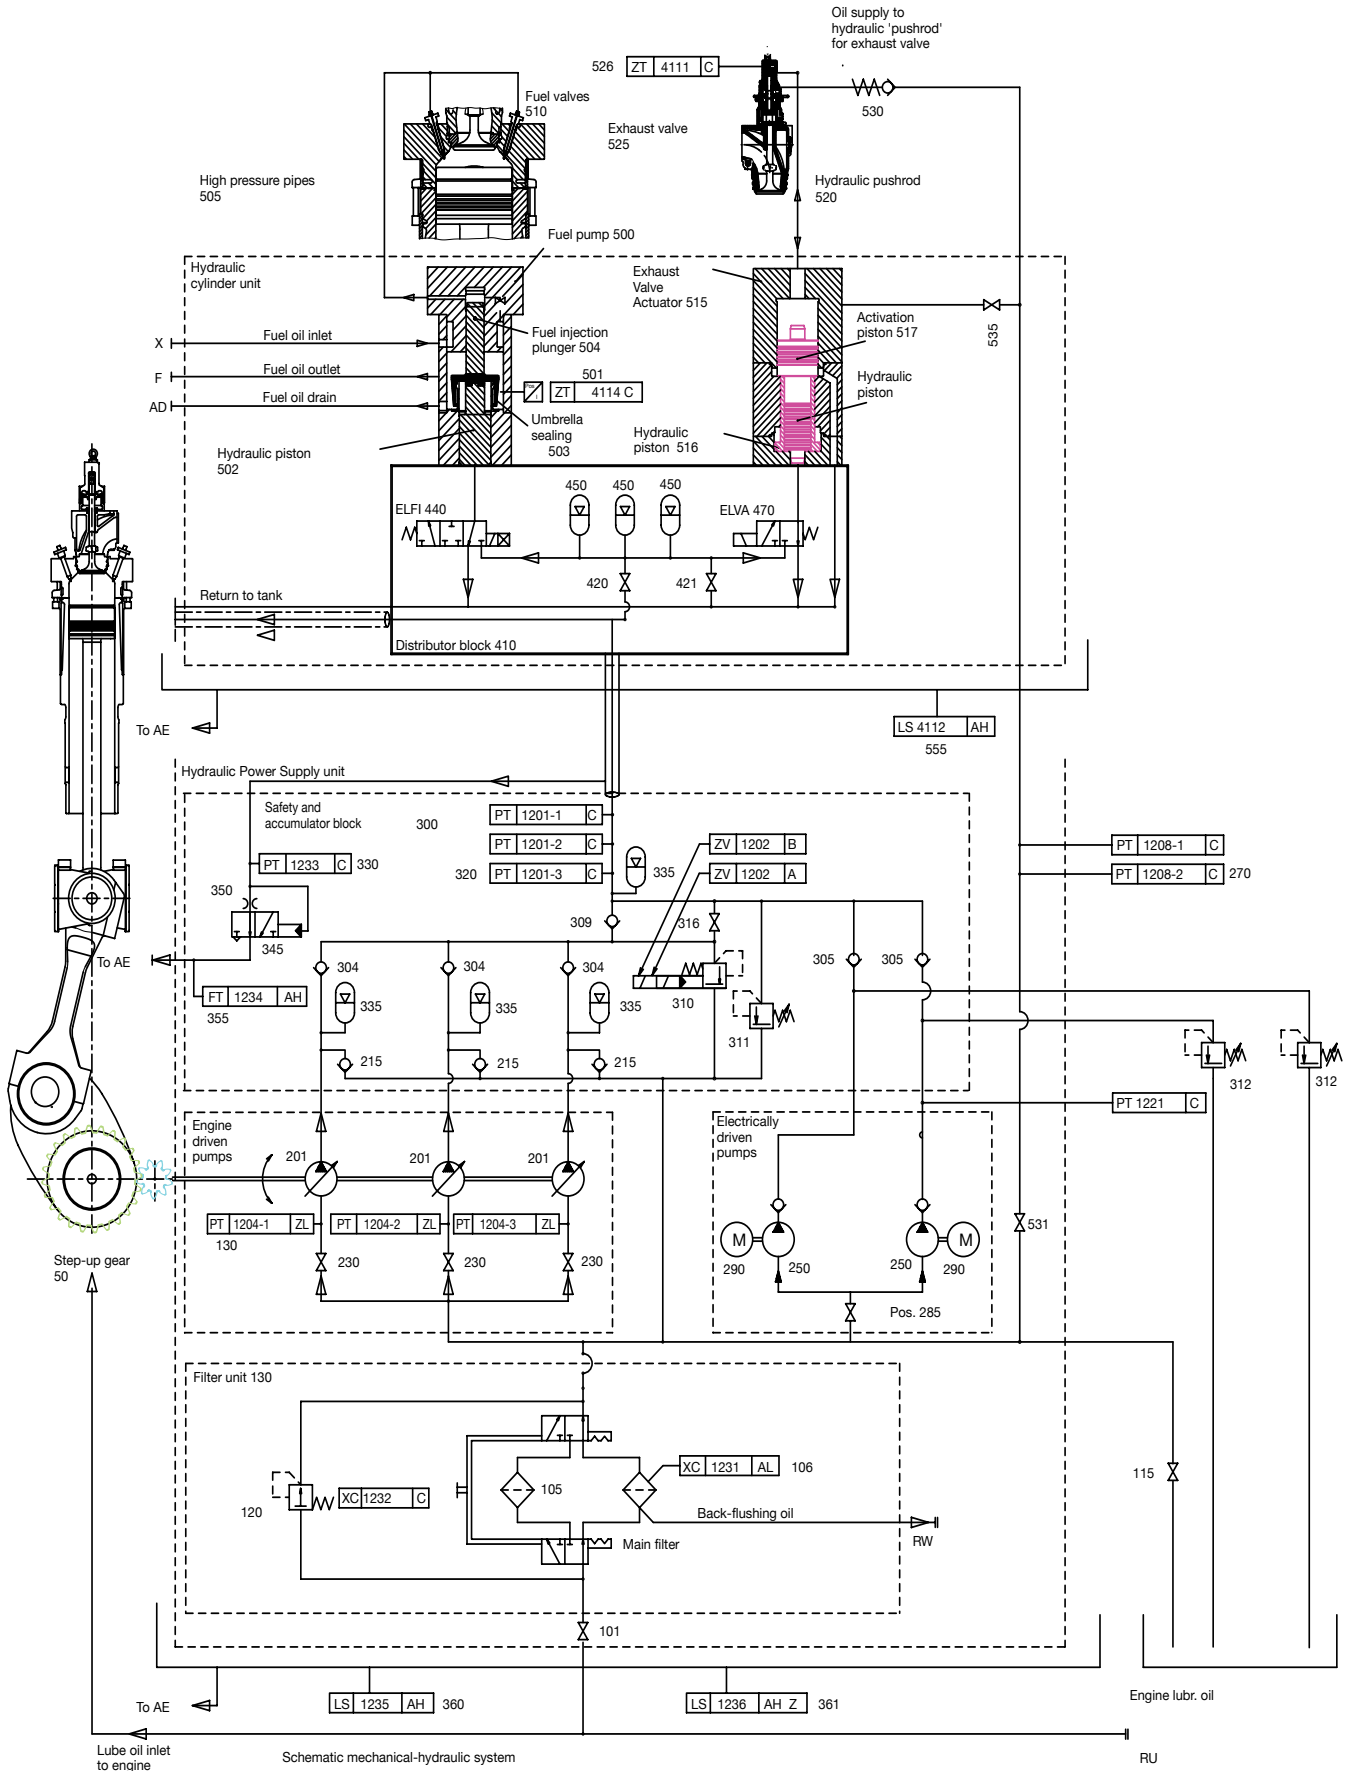 Oil supply to
hydraulic 'pushrod'
for exhaust valve
526
ZT 4111 C
530
Fuel valves
510
Exhaust valve
525
High pressure pipes
505
Hydraulic pushrod
520
Fuel pump 500
Hydraulic
cylinder unit
Exhaust
Valve
Actuator 515
Activation
piston 517
535
X
Fuel oil inlet
Fuel injection
plunger 504
F
Fuel oil outlet
501
ZT 4114 C
Hydraulic
piston
AD
Fuel oil drain
Umbrella
sealing
503
Hydraulic
piston 516
Hydraulic piston
502
450
450
450
ELFI 440
ELVA 470
420
421
Return to tank
Distributor block 410
To AE
LS 4112 AH
555
Hydraulic Power Supply unit
Safety and
accumulator block
300
PT 1201-1 C
PT 1201-2 C
320
PT 1201-3 C
335
ZV 1202 B
ZV 1202 A
PT 1208-1 C
PT 1208-2 C
270
PT 1233 C
330
350
345
309
316
To AE
304
304
304
305
305
FT 1234 AH
355
335
335
335
310
311
215
215
215
312
312
PT 1221 C
Engine
driven
pumps
Electrically
driven
pumps
201
201
201
PT 1204-1 ZL
PT 1204-2 ZL
PT 1204-3 ZL
130
230
230
230
M
M
290
250
250
290
531
Pos. 285
Step-up gear
50
Filter unit 130
XC 1231 AL
106
105
115
XC 1232 C
120
Back-flushing oil
RW
Main filter
101
To AE
LS 1235 AH
360
LS 1236 AH Z
361
Engine lubr. oil
Lube oil inlet
to engine
Schematic mechanical-hydraulic system
RU